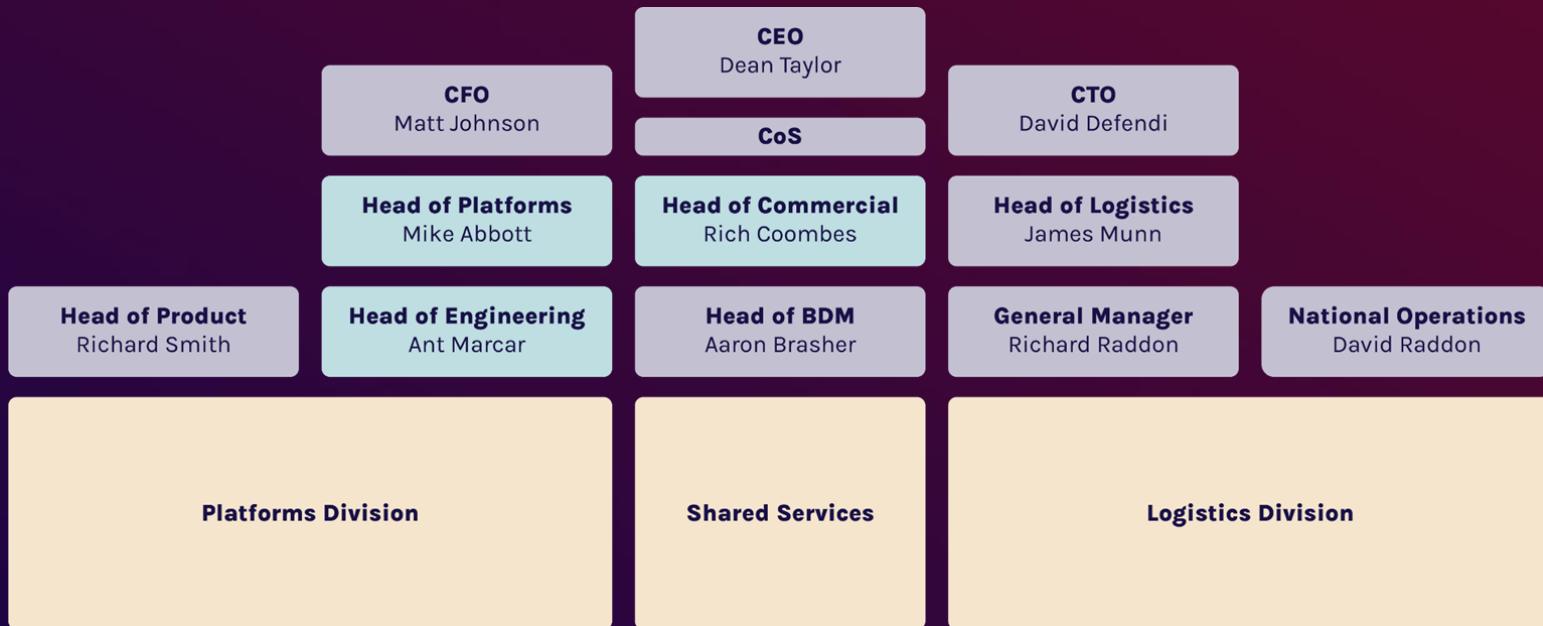 CEO
Dean Taylor
CFO
Matt Johnson
CTO
David Defendi
CoS
Head of Platforms
Mike Abbott
Head of Commercial
Rich Coombes
Head of Logistics
James Munn
Head of Product
Richard Smith
Head of Engineering
Ant Marcar
Head of BDM
Aaron Brasher
General Manager
Richard Raddon
National Operations
David Raddon
Platforms Division
Shared Services
Logistics Division